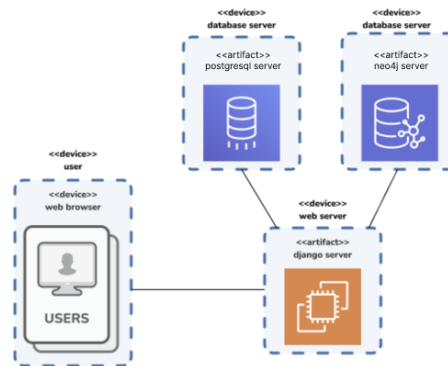 <<device>>
database server
<<artifact>>
postgresql server
<<device>>
database server
<<artifact>>
neo4j server
<<device>>
user
<<device>>
web browser
USERS
<<device>>
web server
<<artifact>>
django server